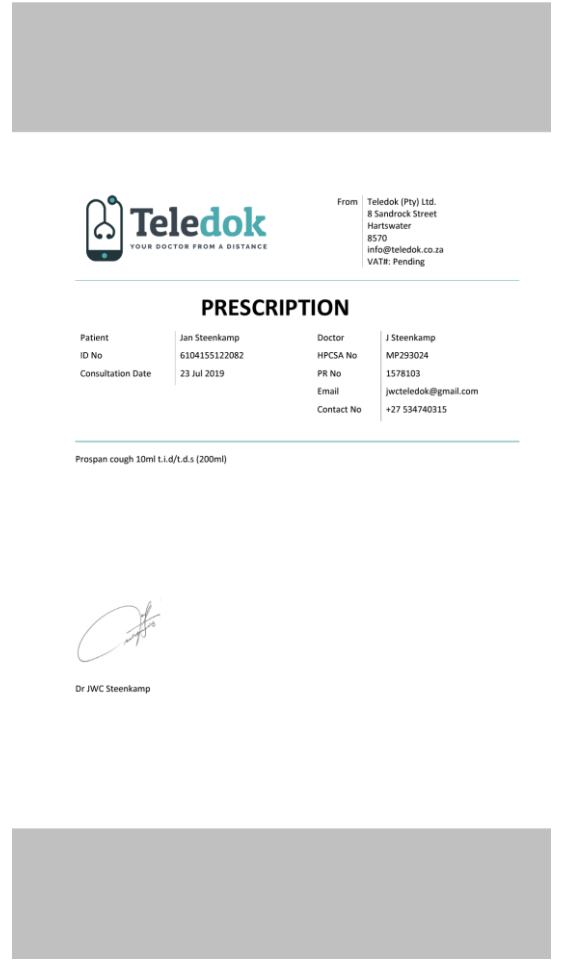 Teledok
YOUR DOCTOR FROM A DISTANCE
From Teledok (Pty) Ltd.
8 Sandrock Street
Hartswater
8570
info@teledok.co.za
VAT#: Pending
PRESCRIPTION
Patient Jan Steenkamp
ID No 6104155122082
Consultation Date 23 Jul 2019
Doctor J Steenkamp
HPCSA No MP293024
PR No 1578103
Email jwcteledok@gmail.com
Contact No +27 534740315
Prospan cough 10ml t.i.d/t.d.s (200ml)
Dr JWC Steenkamp